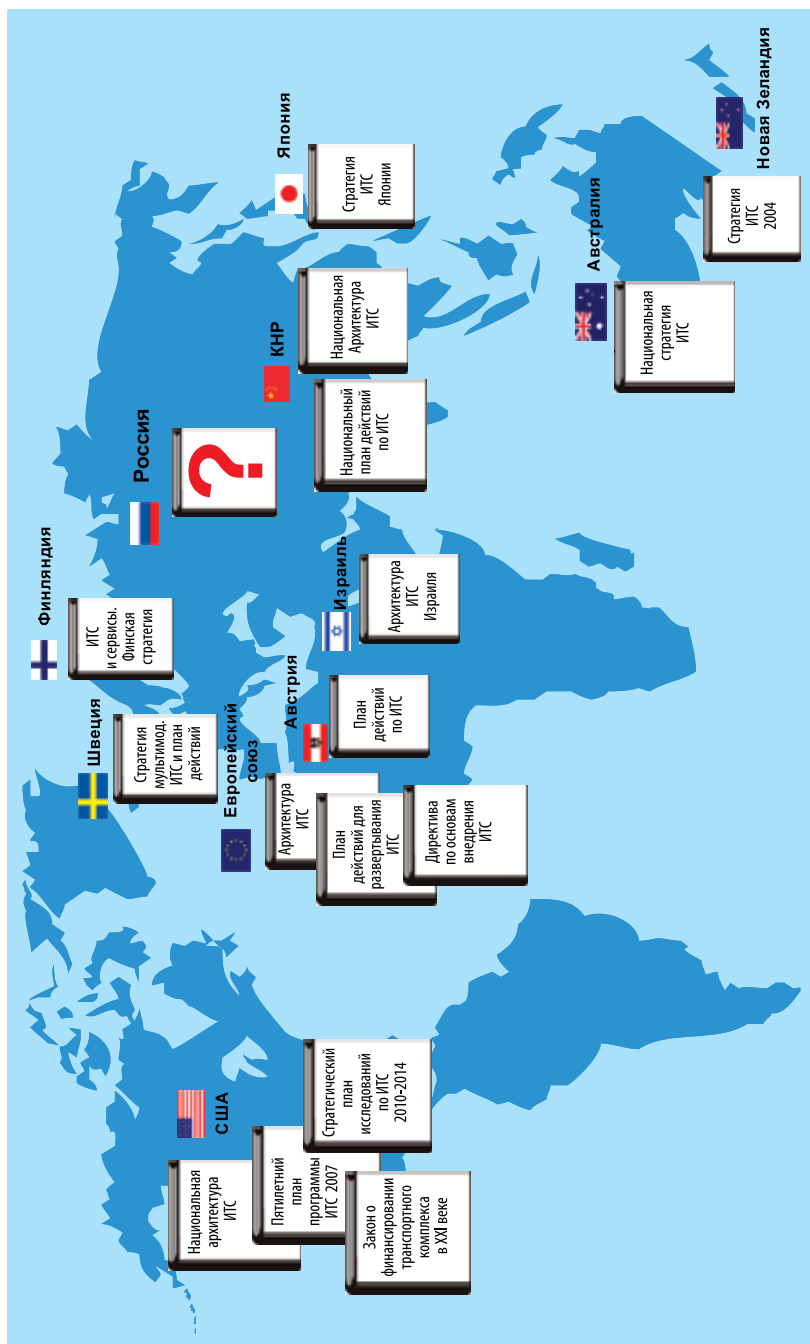 США
Национальная
архитектура
ИТС
Пятилетний
план
программы
ИТС 2007
Стратегический
план
исследований
по ИТС
2010-2014
Закон о
финансировании
транспортного
комплекса
в XXI веке
Швеция
Стратегия
мультимод.
ИТС и план
действий
Финляндия
ИТС
и сервисы.
Финская
стратегия
Европейский
союз
Архитектура
ИТС
План
действий для
развертывания
ИТС
Директива
по основам
внедрения
ИТС
Австрия
План
действий
по ИТС
Израиль
Архитектура
ИТС
Израиля
Россия
?
КНР
Национальная
Архитектура
ИТС
Национальный
план действий
по ИТС
Япония
Стратегия
ИТС
Японии
Австралия
Национальная
стратегия
ИТС
Новая Зеландия
Стратегия
ИТС
2004